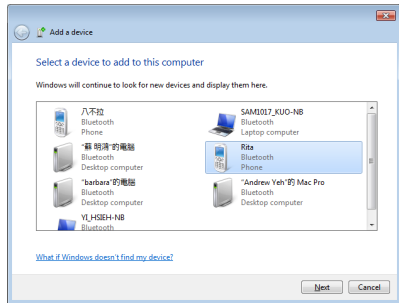 Add a device
Select a device to add to this computer
Windows will continue to look for new devices and display them here.
八不拉
Bluetooth
Phone
SAM1017_KUO-NB
Bluetooth
Laptop computer
"蘇 明鴻"的電腦
Bluetooth
Desktop computer
Rita
Bluetooth
Phone
"barbara"的電腦
Bluetooth
Desktop computer
"Andrew Yeh"的 Mac Pro
Bluetooth
Desktop computer
YI_HSIEH-NB
Bluetooth
What if Windows doesn't find my device?
Next
Cancel